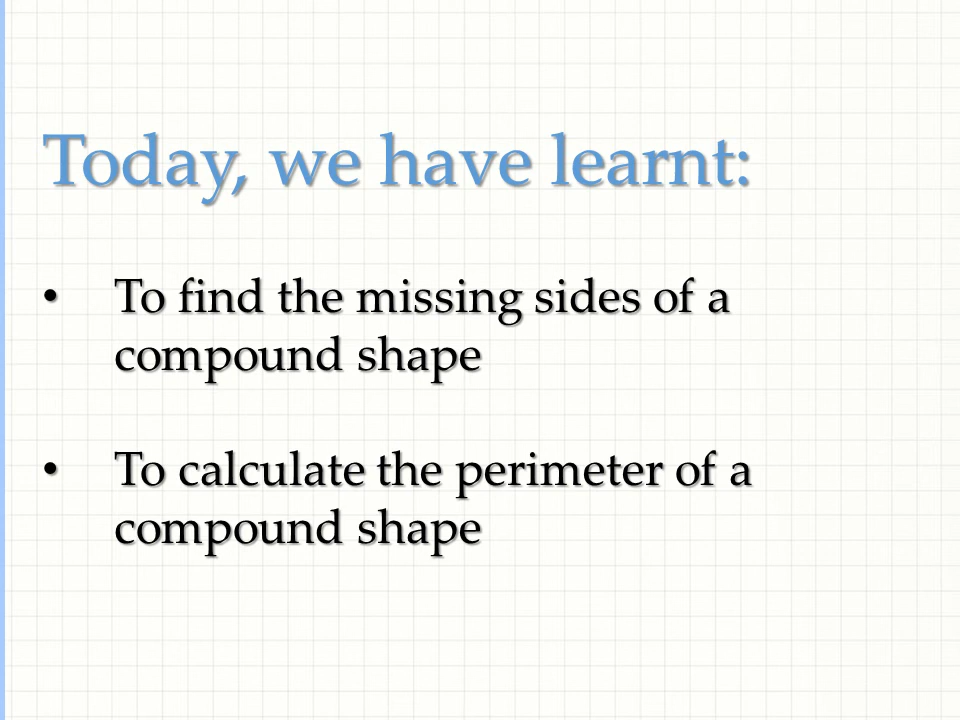 Today, we have learnt:
• To find the missing sides of a
compound shape
• To calculate the perimeter of a
compound shape